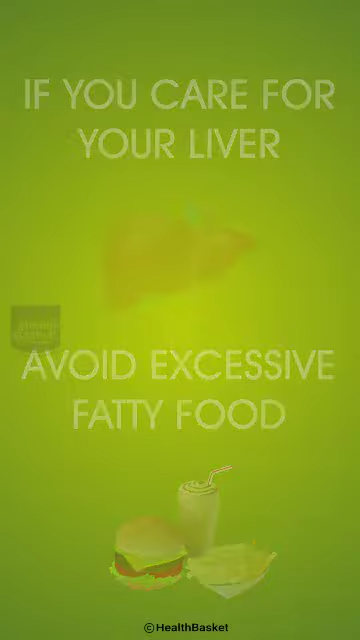 IF YOU CARE FOR
YOUR LIVER
AVOID EXCESSIVE
FATTY FOOD
©HealthBasket